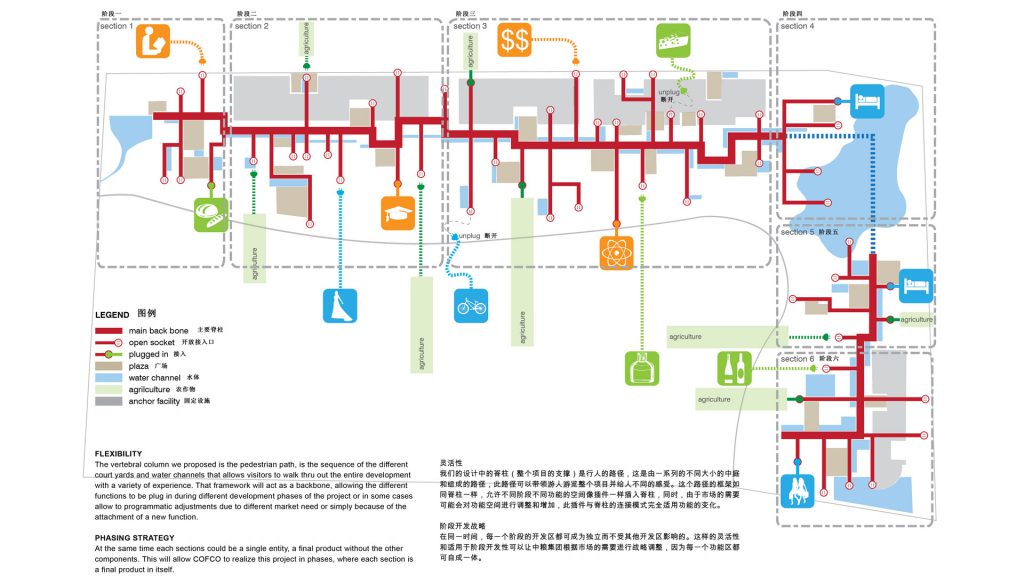 阶段一
section 1
阶段二
section 2
阶段三
section 3
阶段四
section 4
agriculture
agriculture
$$
unplug
断开
agriculture
unplug 断开
agriculture
agriculture
section 5 阶段五
agriculture
agriculture
section 6 阶段六
agriculture
LEGEND 图例
main back bone 主要脊柱
open socket 开放接入口
plugged in 接入
plaza 广场
water channel 水体
agrilculture 农作物
anchor facility 固定设施
FLEXIBILITY
The vertebral column we proposed is the pedestrian path, is the sequence of the different
court yards and water channels that allows visitors to walk thru out the entire development
with a variety of experience. That framework will act as a backbone, allowing the different
functions to be plug in during different development phases of the project or in some cases
allow to programmatic adjustments due to different market need or simply because of the
attachment of a new function.
PHASING STRATEGY
At the same time each sections could be a single entity, a final product without the other
components. This will allow COFCO to realize this project in phases, where each section is
a final product in itself.
灵活性
我们的设计中的脊柱（整个项目的支撑）是行人的路径，这是由一系列的不同大小的中庭
和组成的路径；此路径可以带领游人游览整个项目并给人不同的感受。这个路径的框架如
同脊柱一样，允许不同阶段不同功能的空间像插件一样插入脊柱，同时，由于市场的需要
可能会对功能空间进行调整和增加，此插件与脊柱的连接模式完全适用功能的变化。
阶段开发战略
在同一时间，每一个阶段的开发区都可成为独立而不受其他开发区影响的。这样的灵活性
和适用于阶段开发性可以让中粮集团根据市场的需要进行战略调整，因为每一个功能区都
可自成一体。